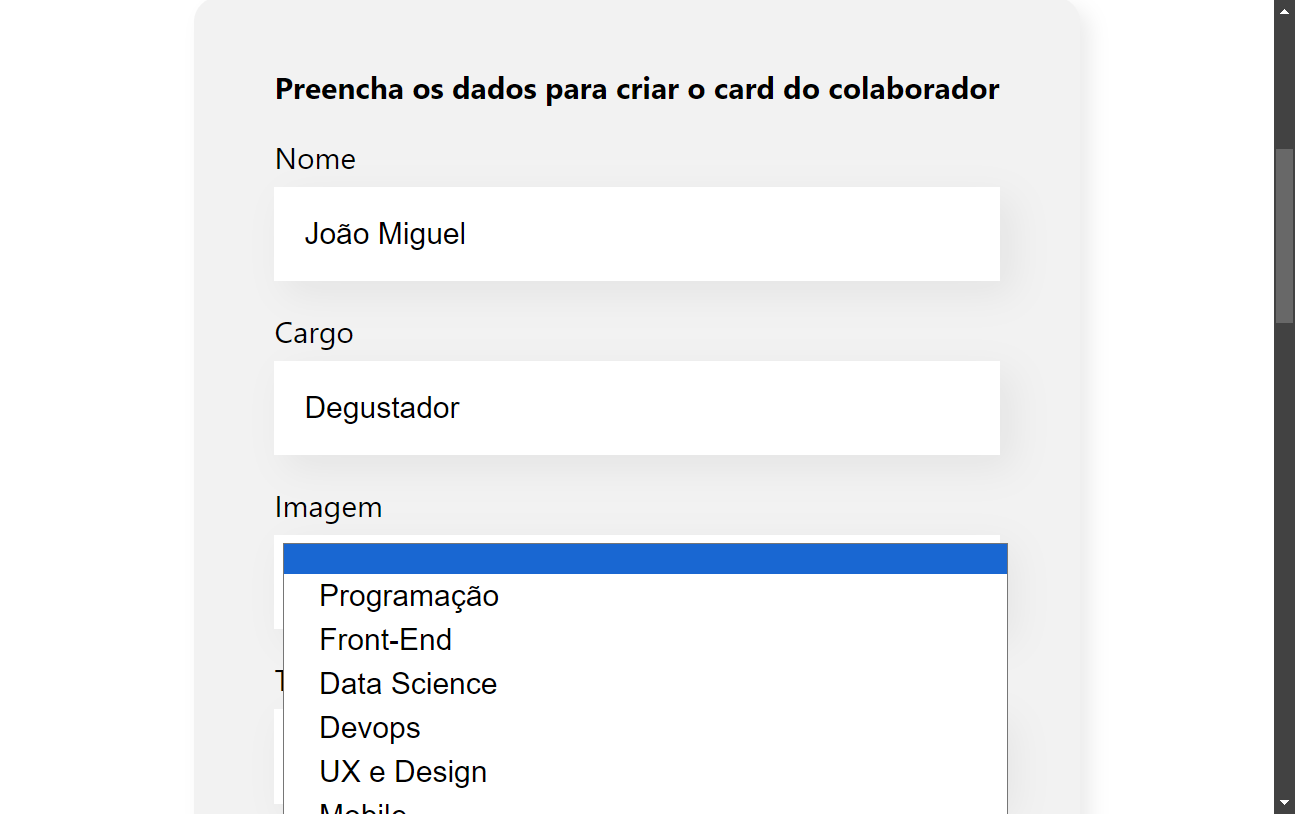 Preencha os dados para criar o card do colaborador
Nome
João Miguel
Cargo
Degustador
Imagem
Programação
Front-End
Data Science
Devops
UX e Design
Mobile